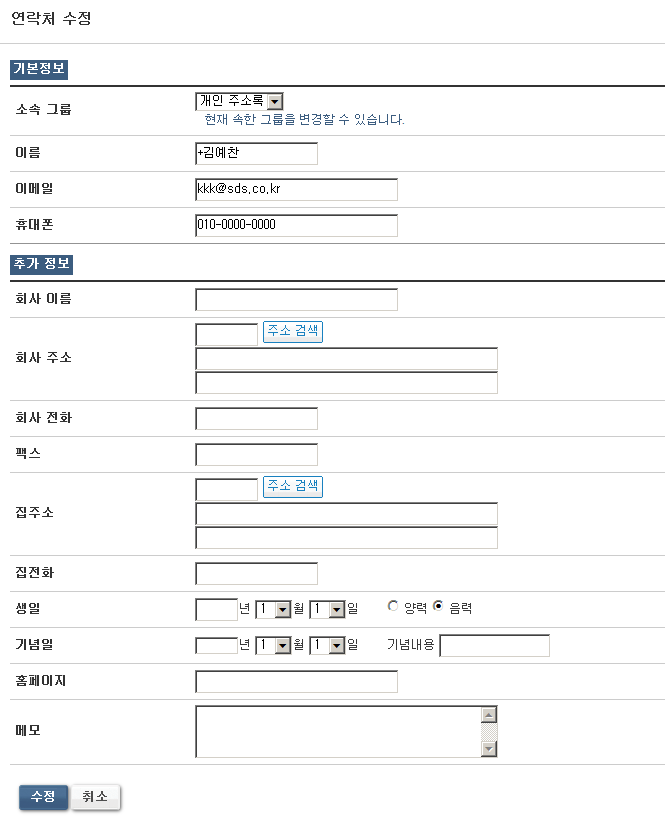 연락처 수정
기본정보
소속 그룹 개인 주소록
현재 속한 그룹을 변경할 수 있습니다.
이름 +김예찬
이메일 kkk@sds.co.kr
휴대폰 010-0000-0000
추가 정보
회사 이름
주소 검색
회사 주소
회사 전화
팩스
주소 검색
집주소
집전화
생일 년 1 월 1 일 양력 음력
기념일 년 1 월 1 일 기념내용
홈페이지
메모
수정 취소